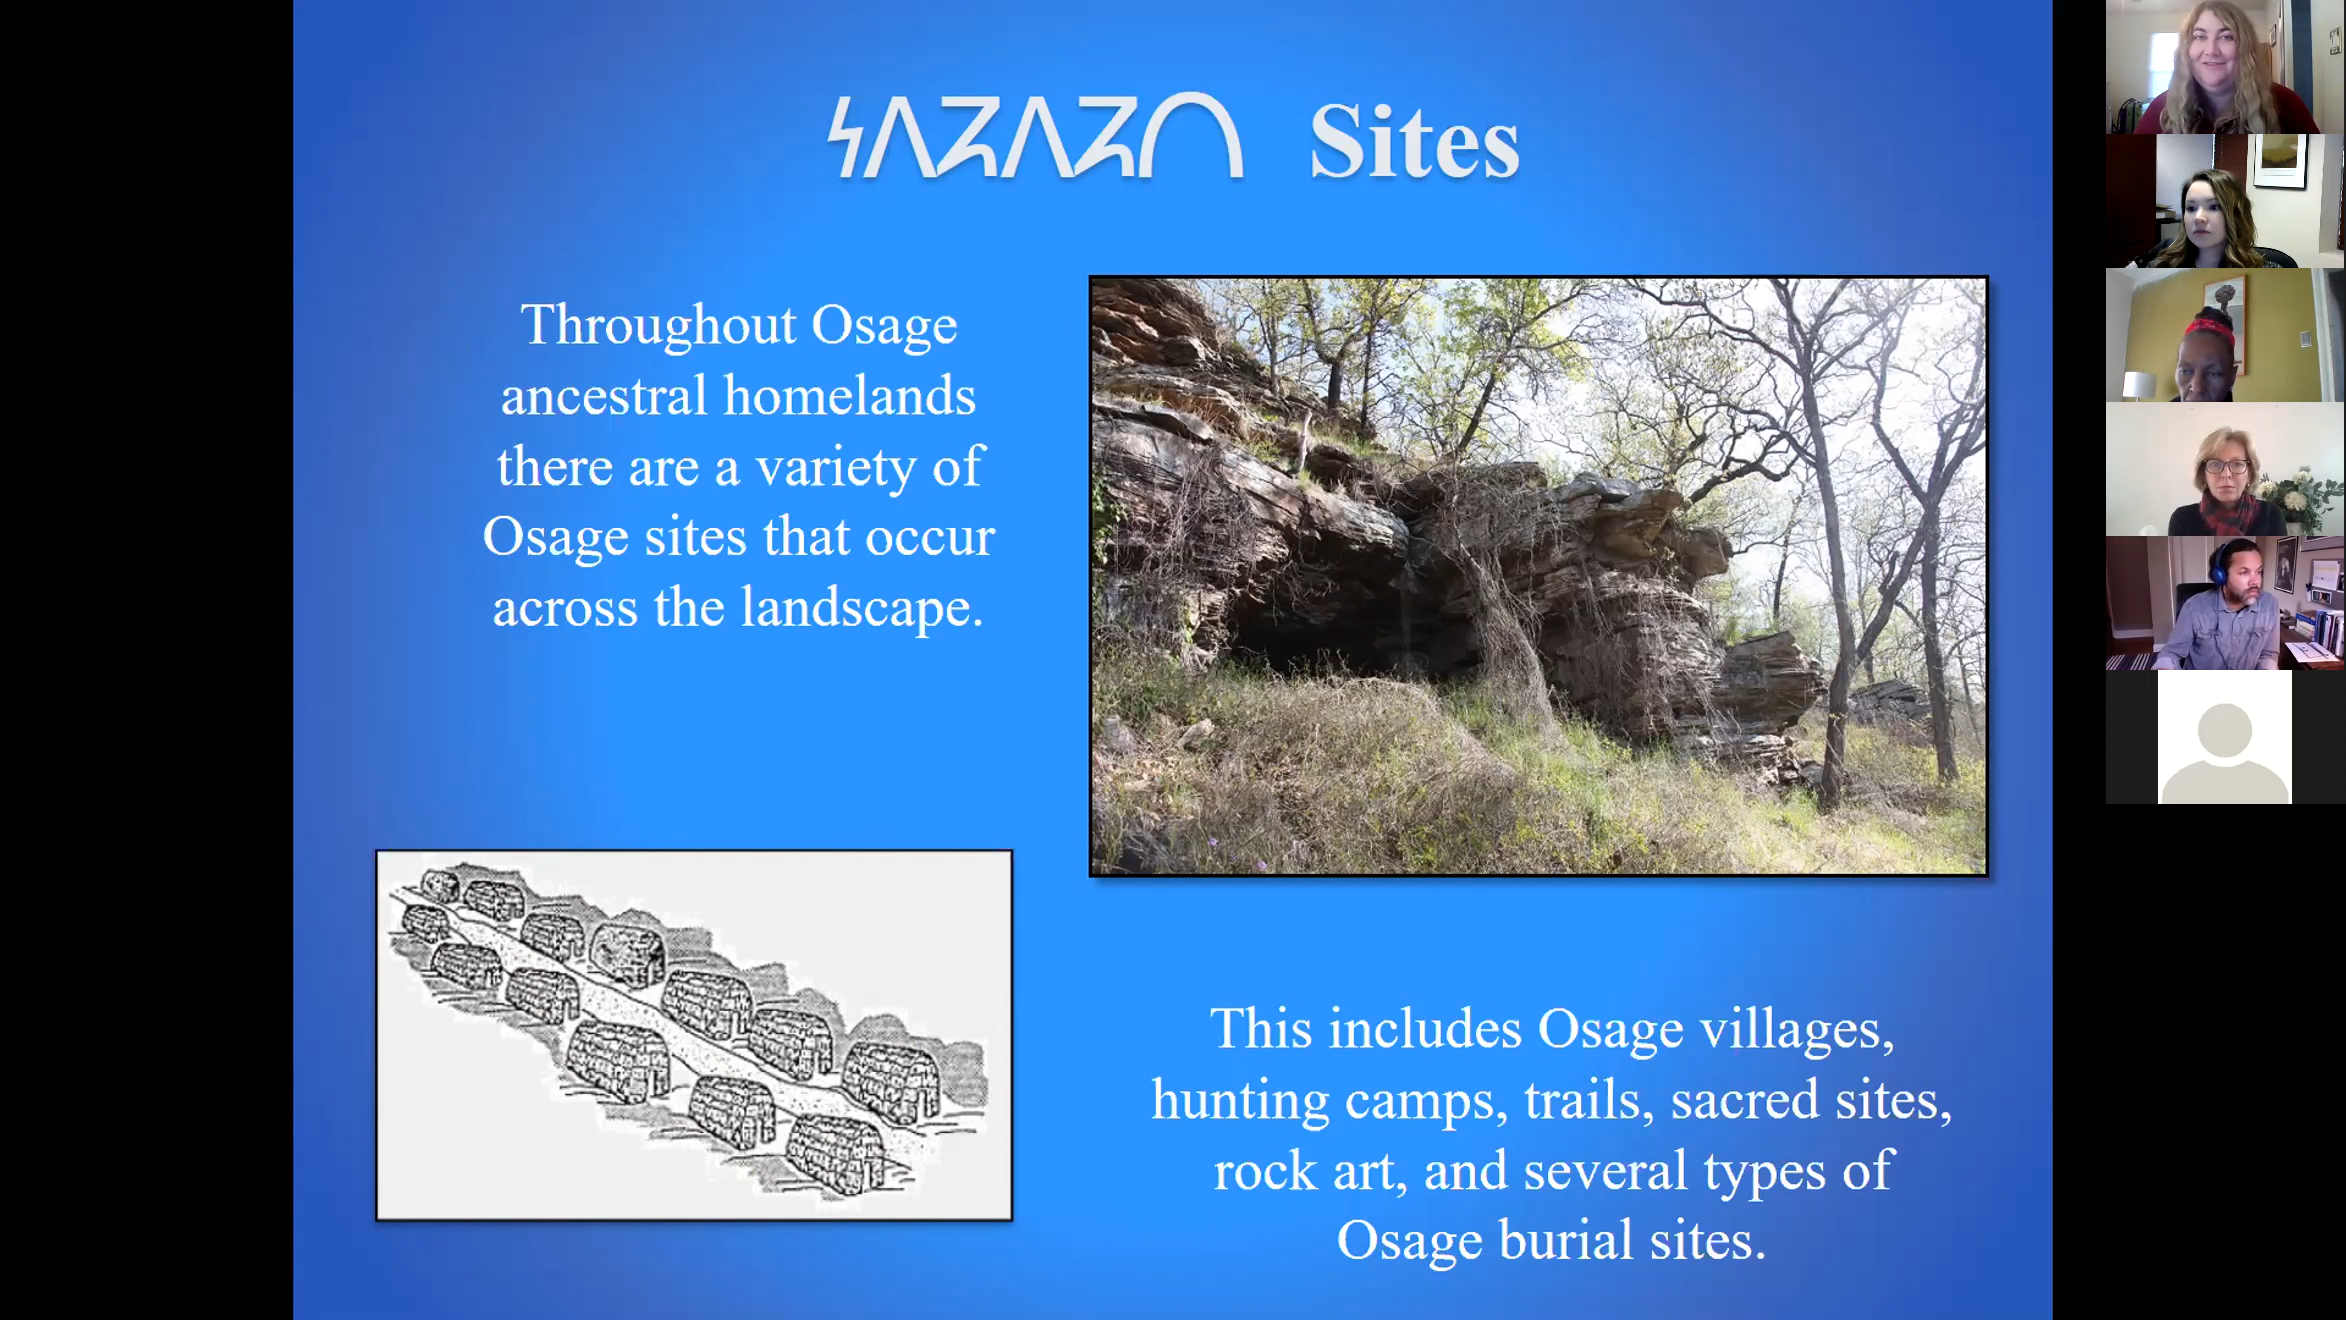 𐓏𐒰𐓓𐒰𐓓𐒷 Sites
Throughout Osage
ancestral homelands
there are a variety of
Osage sites that occur
across the landscape.
This includes Osage villages,
hunting camps, trails, sacred sites,
rock art, and several types of
Osage burial sites.